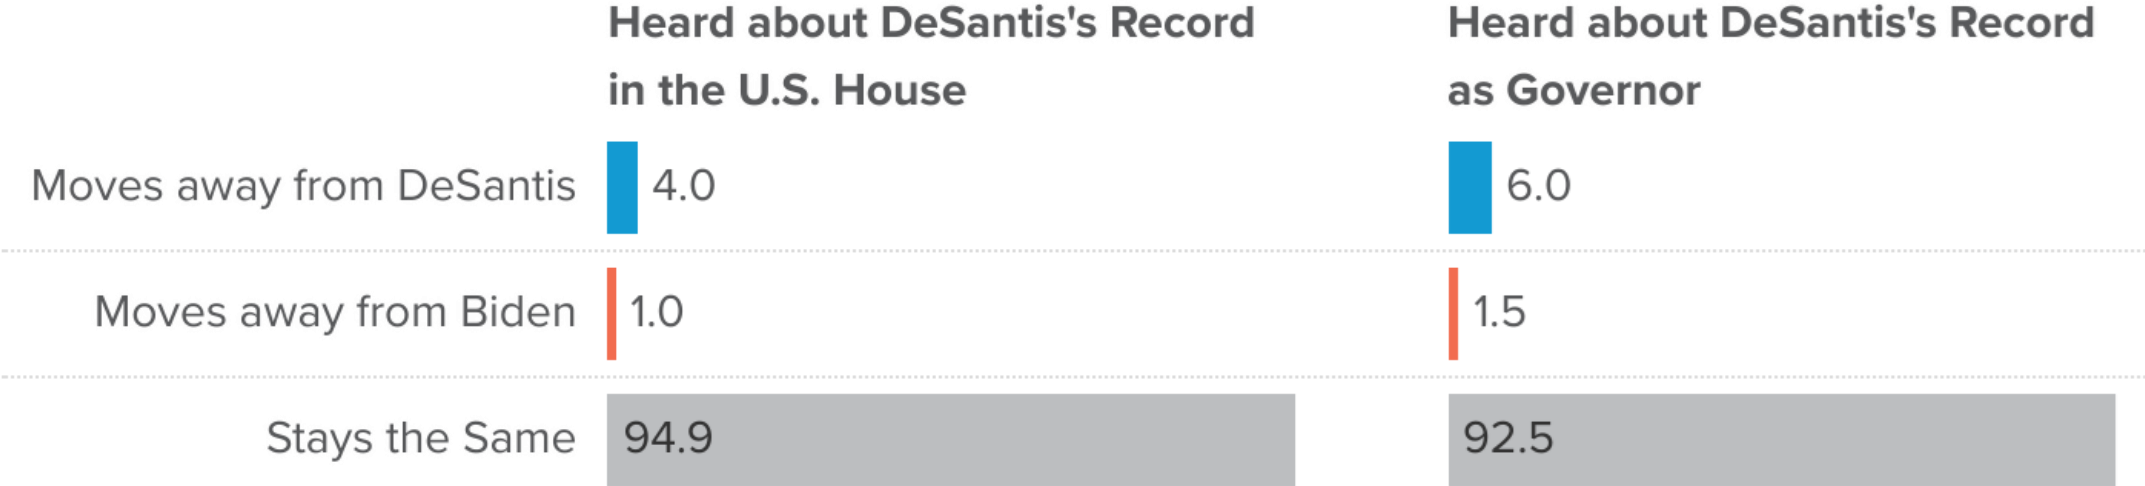 Heard about DeSantis's Record
in the U.S. House
Heard about DeSantis's Record
as Governor
Moves away from DeSantis 4.0 6.0
Moves away from Biden 1.0 1.5
Stays the Same 94.9 92.5